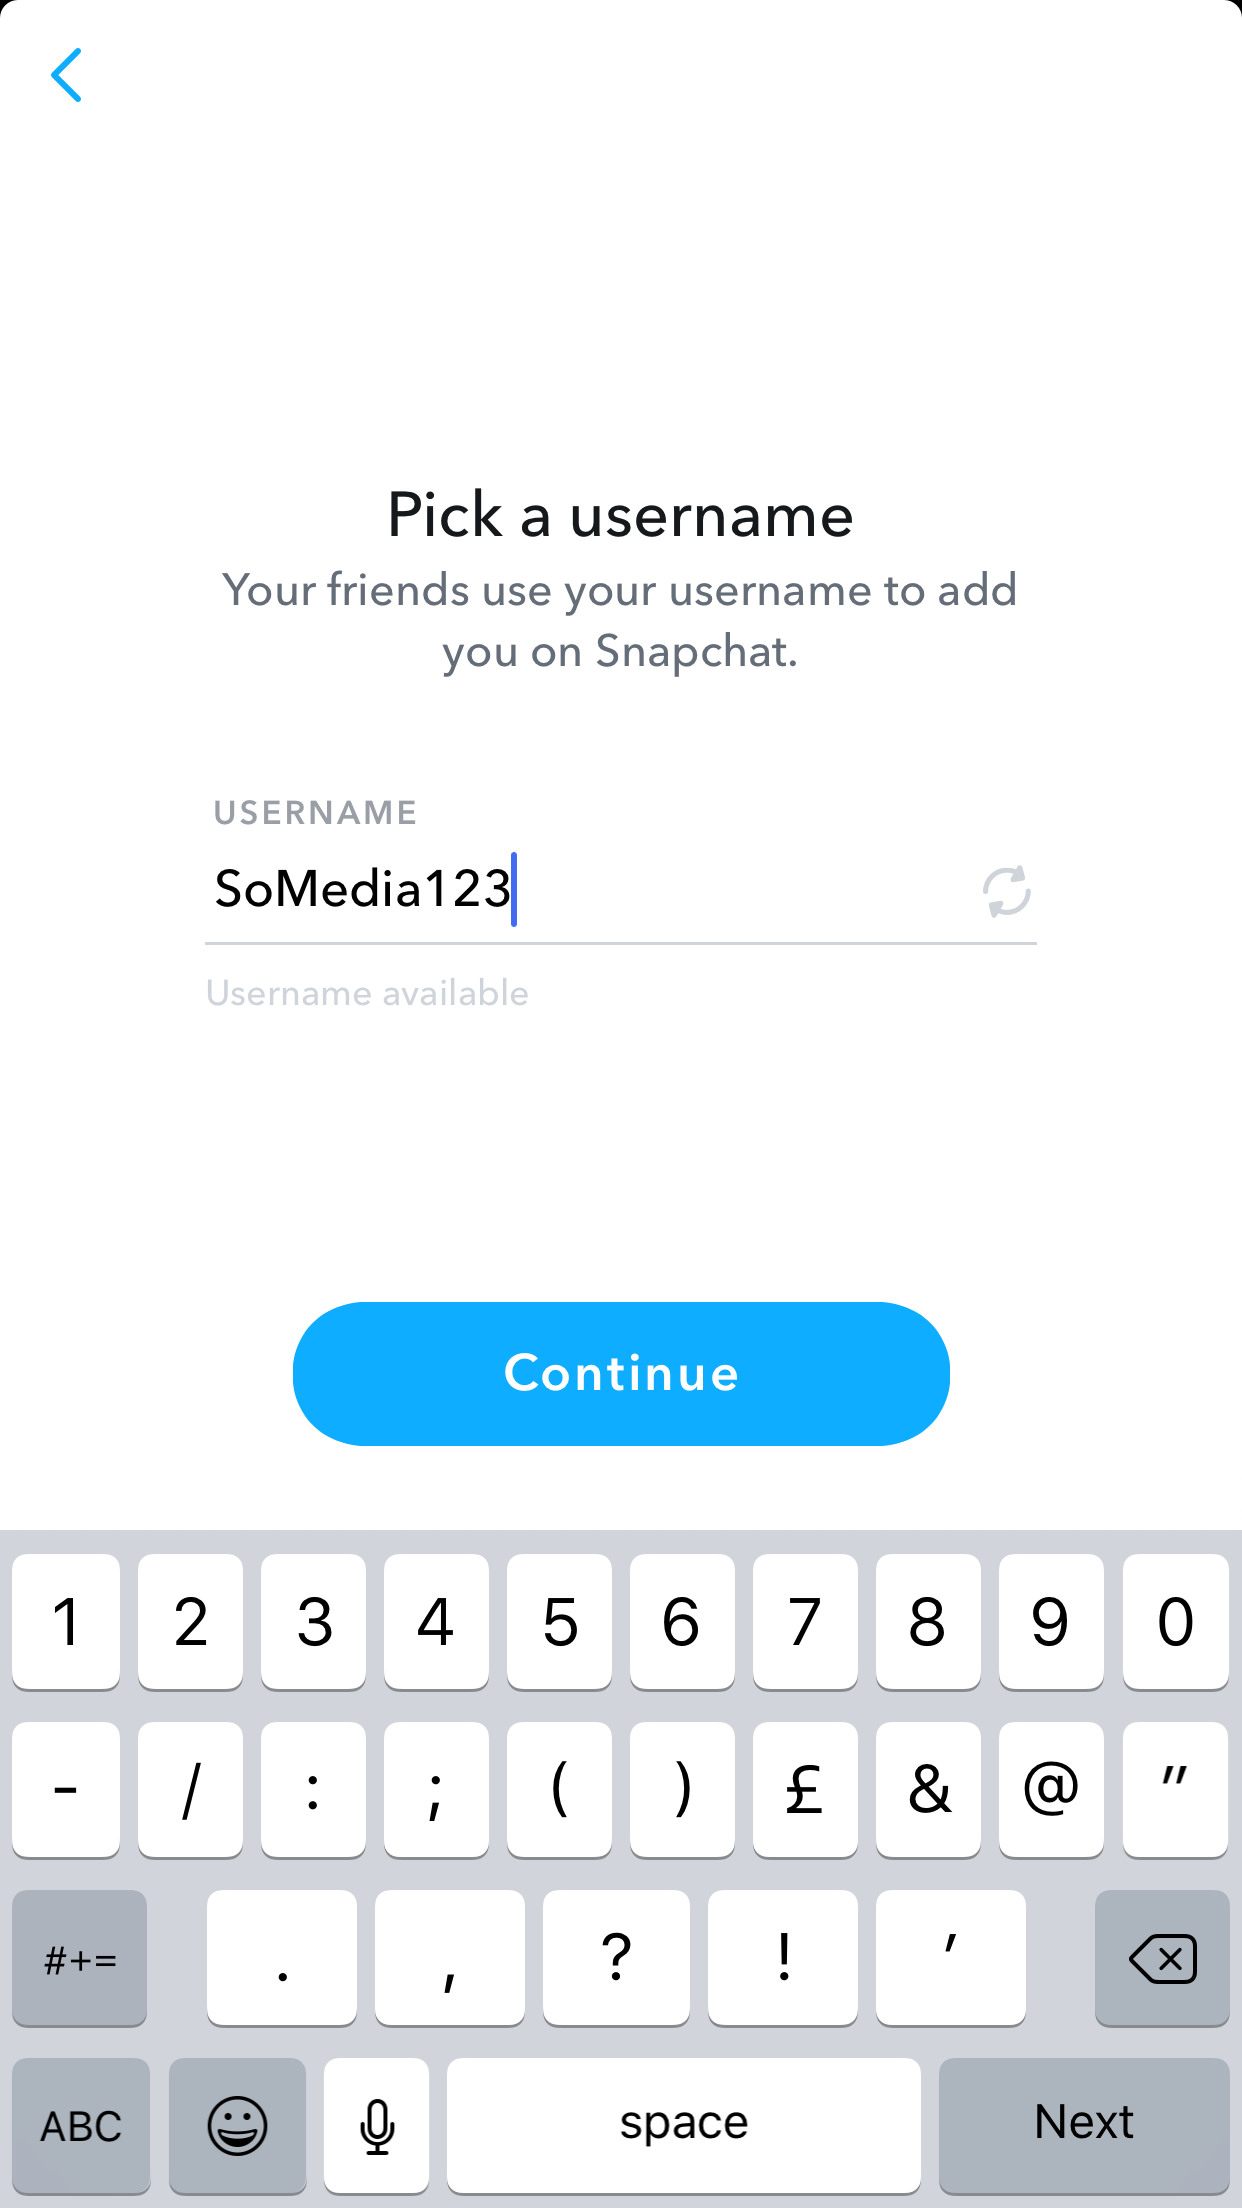 Pick a username
Your friends use your username to add
you on Snapchat.
USERNAME
SoMedia123
Username available
Continue
1 2 3 4 5 6 7 8 9 0
- / : ; ( ) £ & @ "
#+= . , ? ! '
ABC space Next